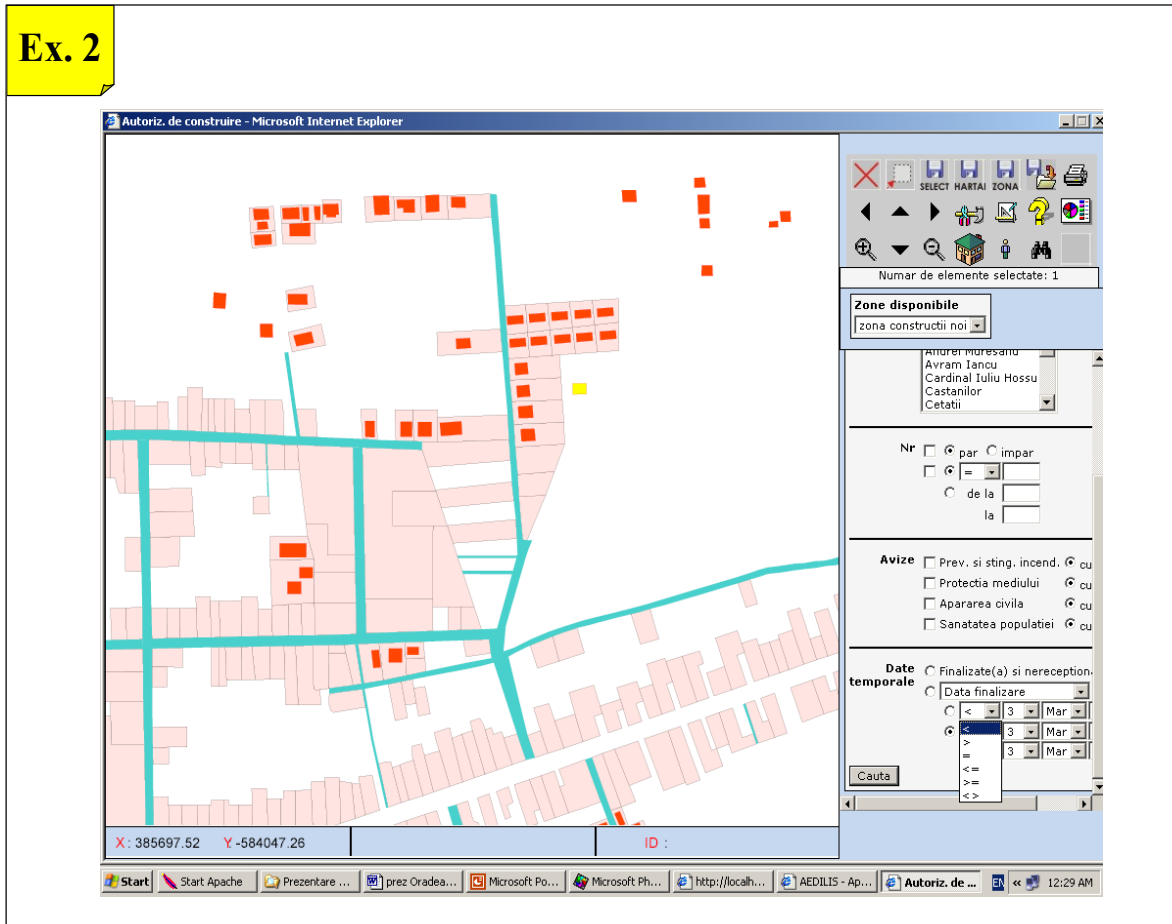 Ex. 2
Autoriz. de construire - Microsoft Internet Explorer
SELECT HARTAI ZONA
Numar de elemente selectate: 1
Zone disponibile
zona constructii noi
Andrei Muresanu
Avram Iancu
Cardinal Iuliu Hossu
Castanilor
Cetatii
Nr par impar
=
de la
la
Avize Prev. si sting. incend. cu
Protectia mediului cu
Apararea civila cu
Sanatatea populatiei cu
Date temporale Finalizate(a) si nereception
Data finalizare
< 3 Mar
< 3 Mar
> 3 Mar
=
<=
>=
<>
Cauta
X : 385697.52 Y -584047.26 ID :
Start Start Apache Prezentare ... prez Oradea... Microsoft Po... Microsoft Ph... http://localh... AEDILIS - Ap... Autoriz. de ... EN « 12:29 AM